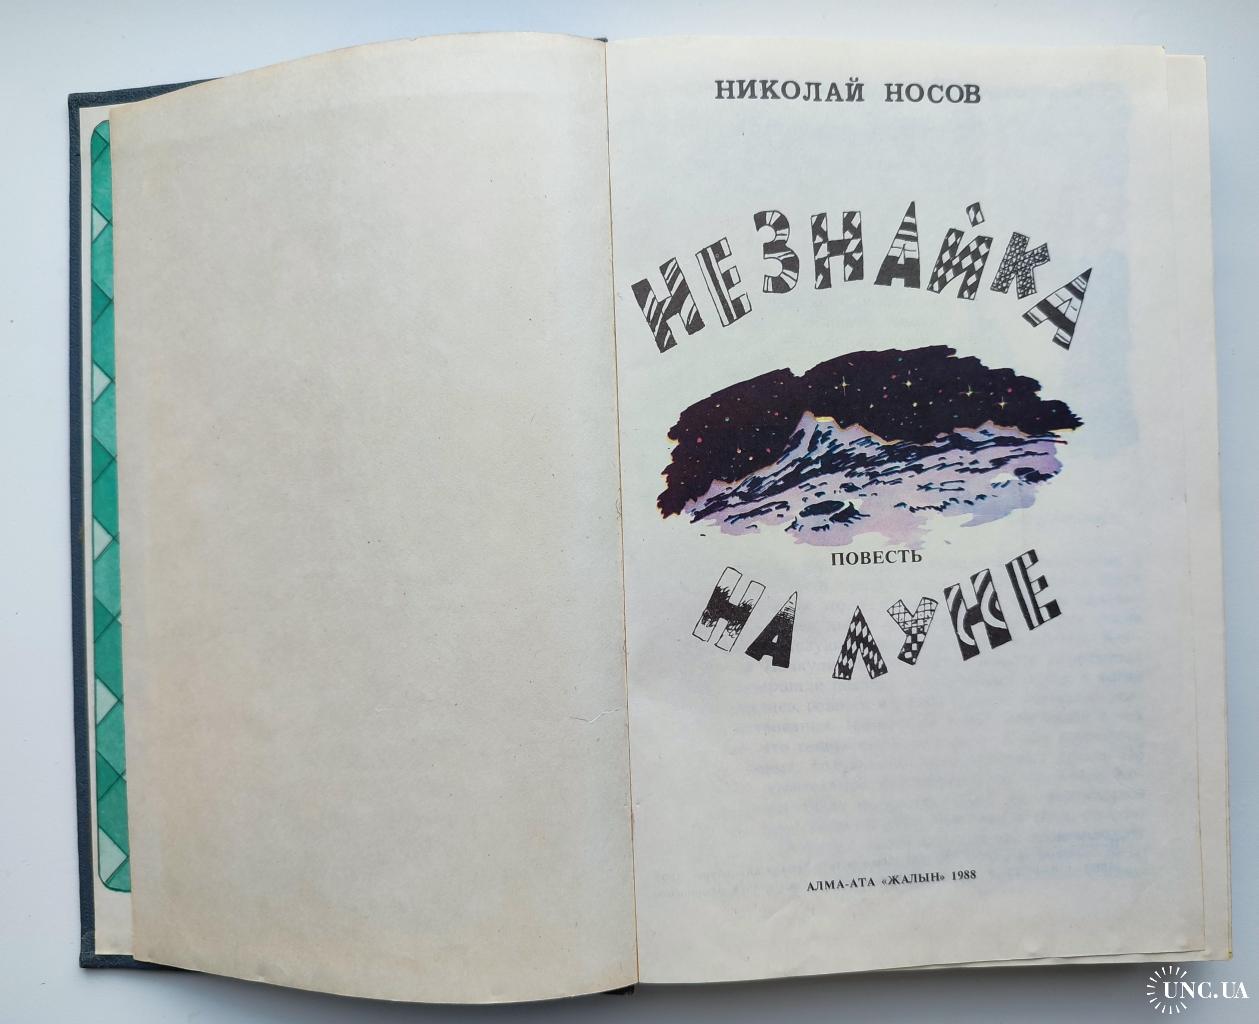 НИКОЛАЙ НОСОВ
НЕЗНАЙКА
ПОВЕСТЬ
НА ЛУНЕ
АЛМА-АТА «ЖАЛЫН» 1988
UNC.UA